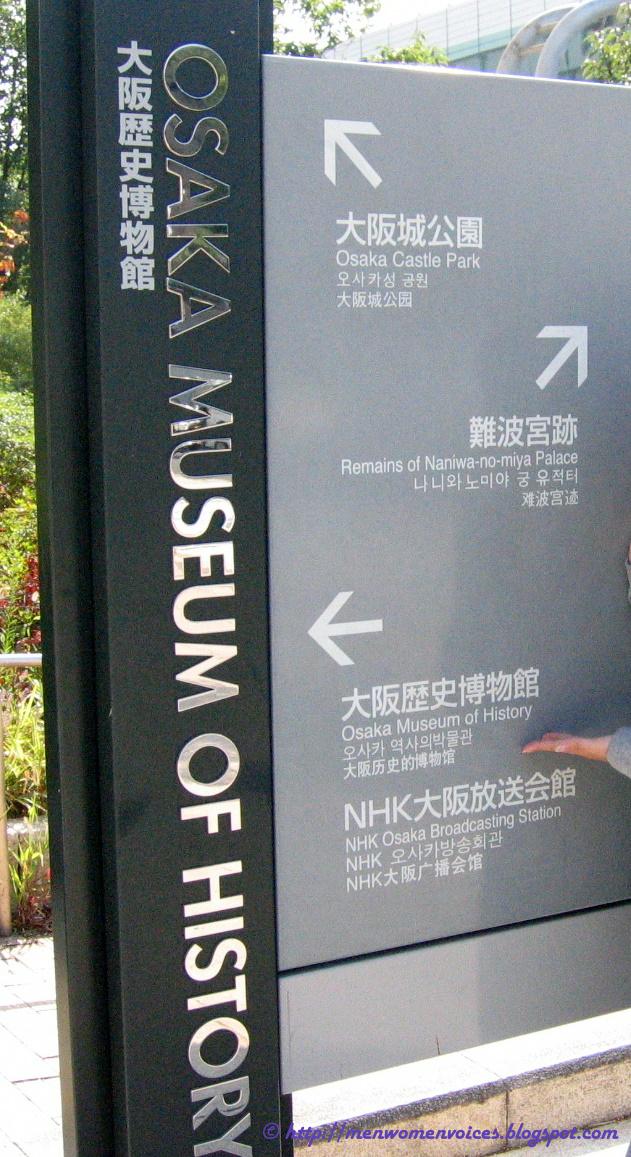 大阪歴史博物館
OSAKA MUSEUM OF HISTORY
大阪城公園
Osaka Castle Park
오사카성 공원
大阪城公园
難波宮跡
Remains of Naniwa-no-miya Palace
나니와노미야 궁 유적터
难波宫迹
大阪歴史博物館
Osaka Museum of History
오사카 역사의박물관
大阪历史的博物馆
NHK大阪放送会館
NHK Osaka Broadcasting Station
NHK 오사카방송회관
NHK大阪广播会馆
© http://menwomenvoices.blogspot.com